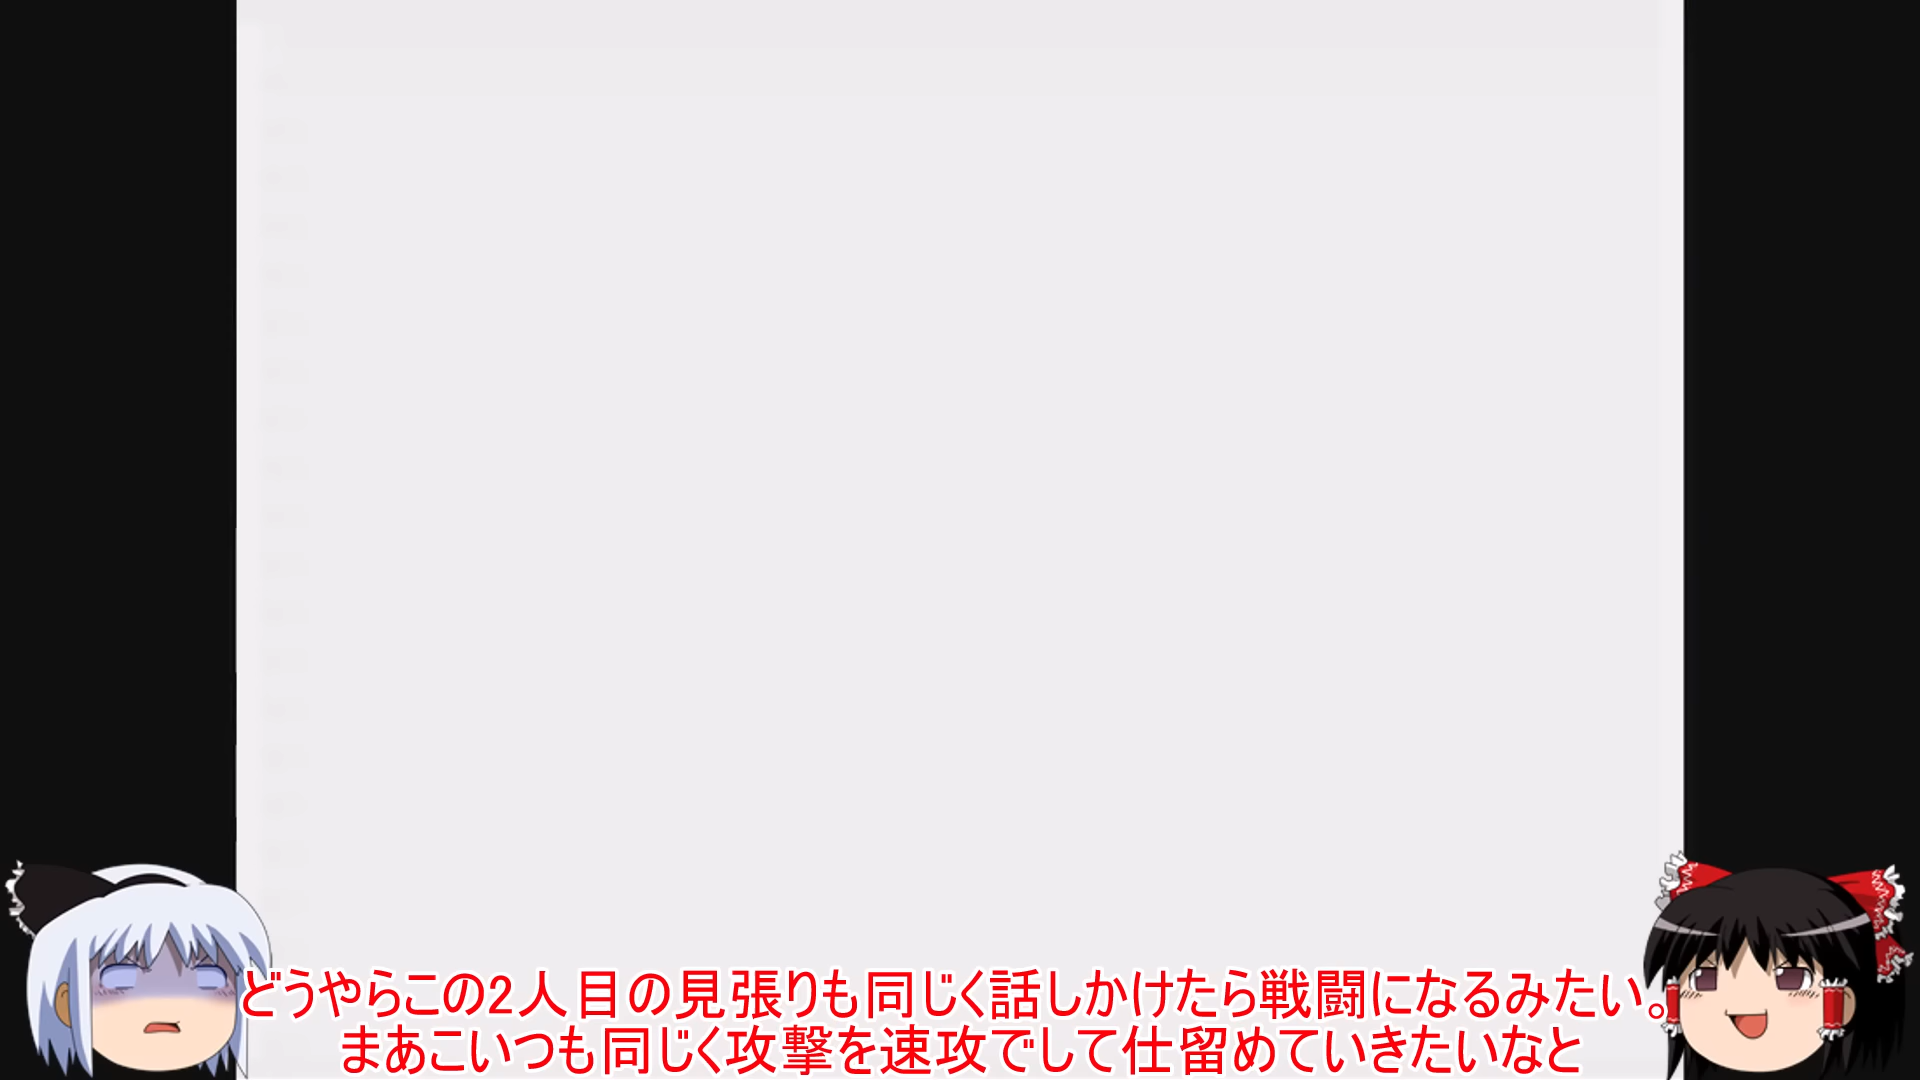 どうやらこの2人目の見張りも同じく話しかけたら戦闘になるみたい。
まあこいつも同じく攻撃を速攻でして仕留めていきたいなと